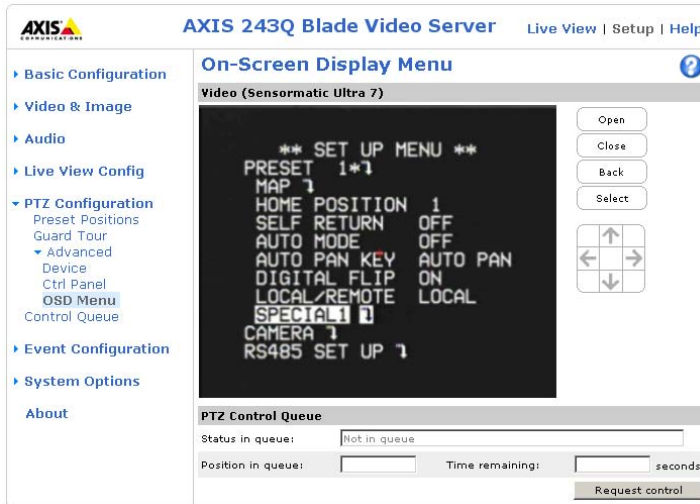 AXIS
COMMUNICATIONS
AXIS 243Q Blade Video Server
Live View | Setup | Help
Basic Configuration
Video & Image
Audio
Live View Config
PTZ Configuration
Preset Positions
Guard Tour
Advanced
Device
Ctrl Panel
OSD Menu
Control Queue
Event Configuration
System Options
About
On-Screen Display Menu
?
Video (Sensormatic Ultra 7)
** SET UP MENU **
PRESET 1*
MAP
HOME POSITION 1
SELF RETURN OFF
AUTO MODE OFF
AUTO PAN KEY AUTO PAN
DIGITAL FLIP ON
LOCAL/REMOTE LOCAL
SPECIAL1
CAMERA
RS485 SET UP
Open
Close
Back
Select
PTZ Control Queue
Status in queue: Not in queue
Position in queue: Time remaining: seconds
Request control